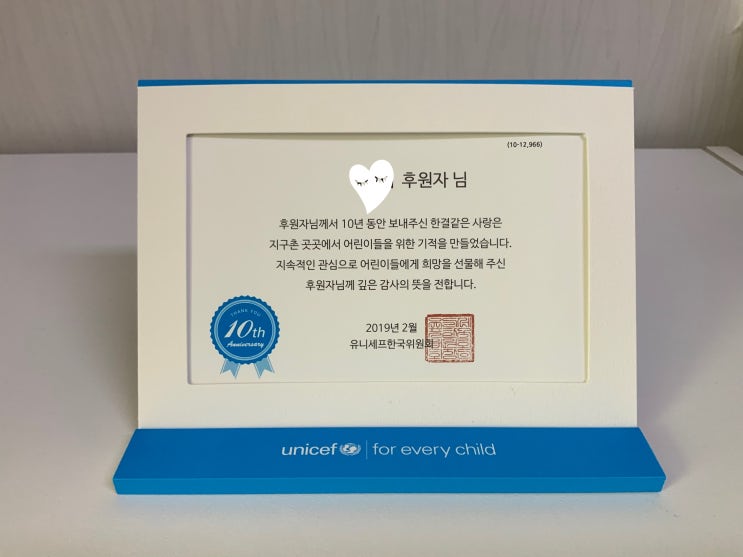 (10-12,966)
후원자 님
후원자님께서 10년 동안 보내주신 한결같은 사랑은
지구촌 곳곳에서 어린이들을 위한 기적을 만들었습니다.
지속적인 관심으로 어린이들에게 희망을 선물해 주신
후원자님께 깊은 감사의 뜻을 전합니다.
THANK YOU
10th
Anniversary
2019년 2월
유니세프한국위원회
unicef for every child